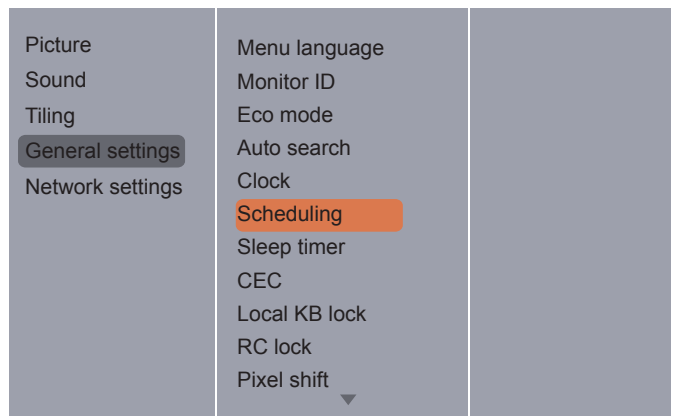 Picture
Sound
Tiling
General settings
Network settings
Menu language
Monitor ID
Eco mode
Auto search
Clock
Scheduling
Sleep timer
CEC
Local KB lock
RC lock
Pixel shift